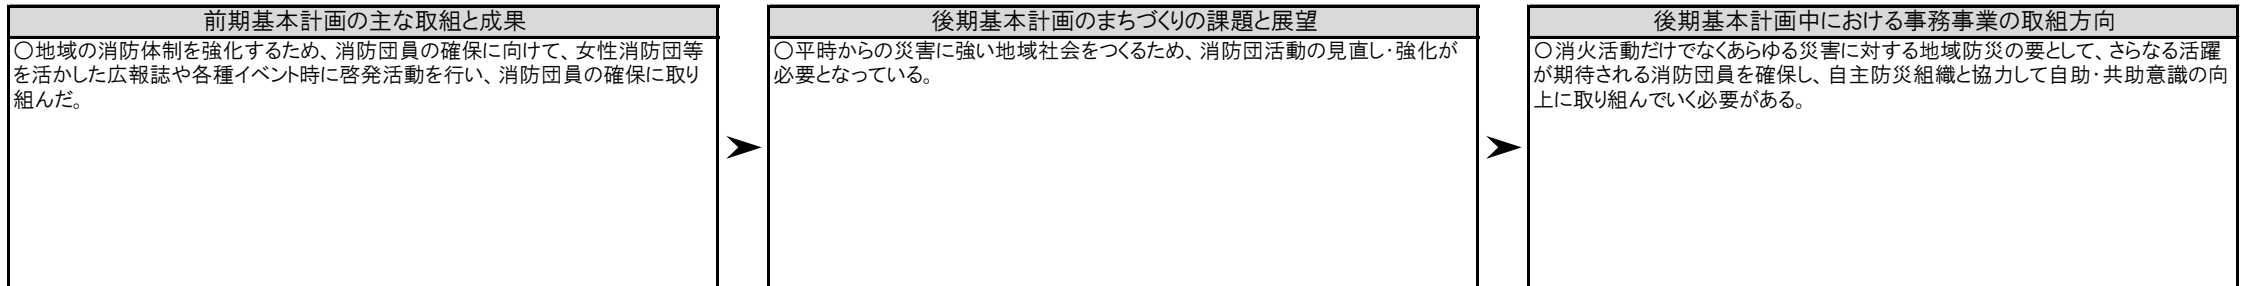 前期基本計画の主な取組と成果
〇地域の消防体制を強化するため、消防団員の確保に向けて、女性消防団等
を活かした広報誌や各種イベント時に啓発活動を行い、消防団員の確保に取り
組んだ。
後期基本計画のまちづくりの課題と展望
〇平時からの災害に強い地域社会をつくるため、消防団活動の見直し・強化が
必要となっている。
後期基本計画中における事務事業の取組方向
〇消火活動だけでなくあらゆる災害に対する地域防災の要として、さらなる活躍
が期待される消防団員を確保し、自主防災組織と協力して自助・共助意識の向
上に取り組んでいく必要がある。